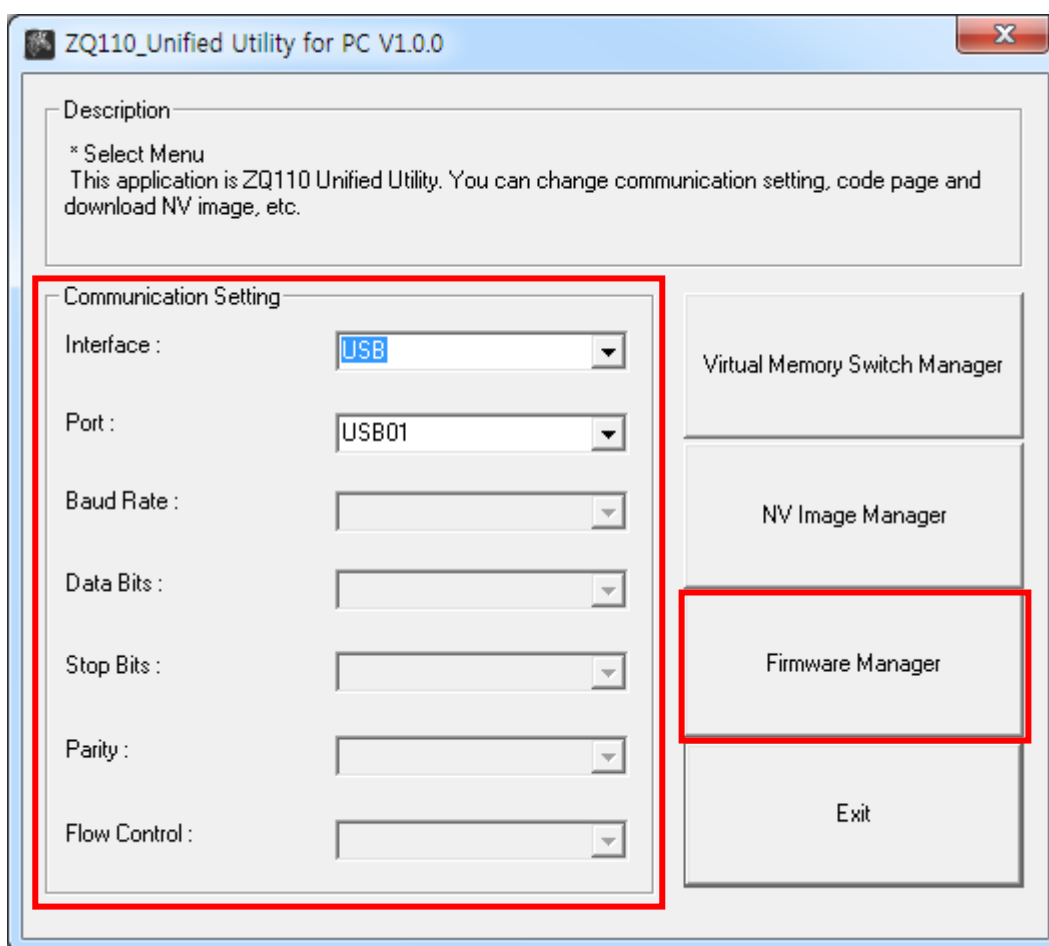 ZQ110_Unified Utility for PC V1.0.0
Description
* Select Menu
This application is ZQ110 Unified Utility. You can change communication setting, code page and
download NV image, etc.
Communication Setting
Interface : USB
Port : USB01
Baud Rate :
Data Bits :
Stop Bits :
Parity :
Flow Control :
Virtual Memory Switch Manager
NV Image Manager
Firmware Manager
Exit